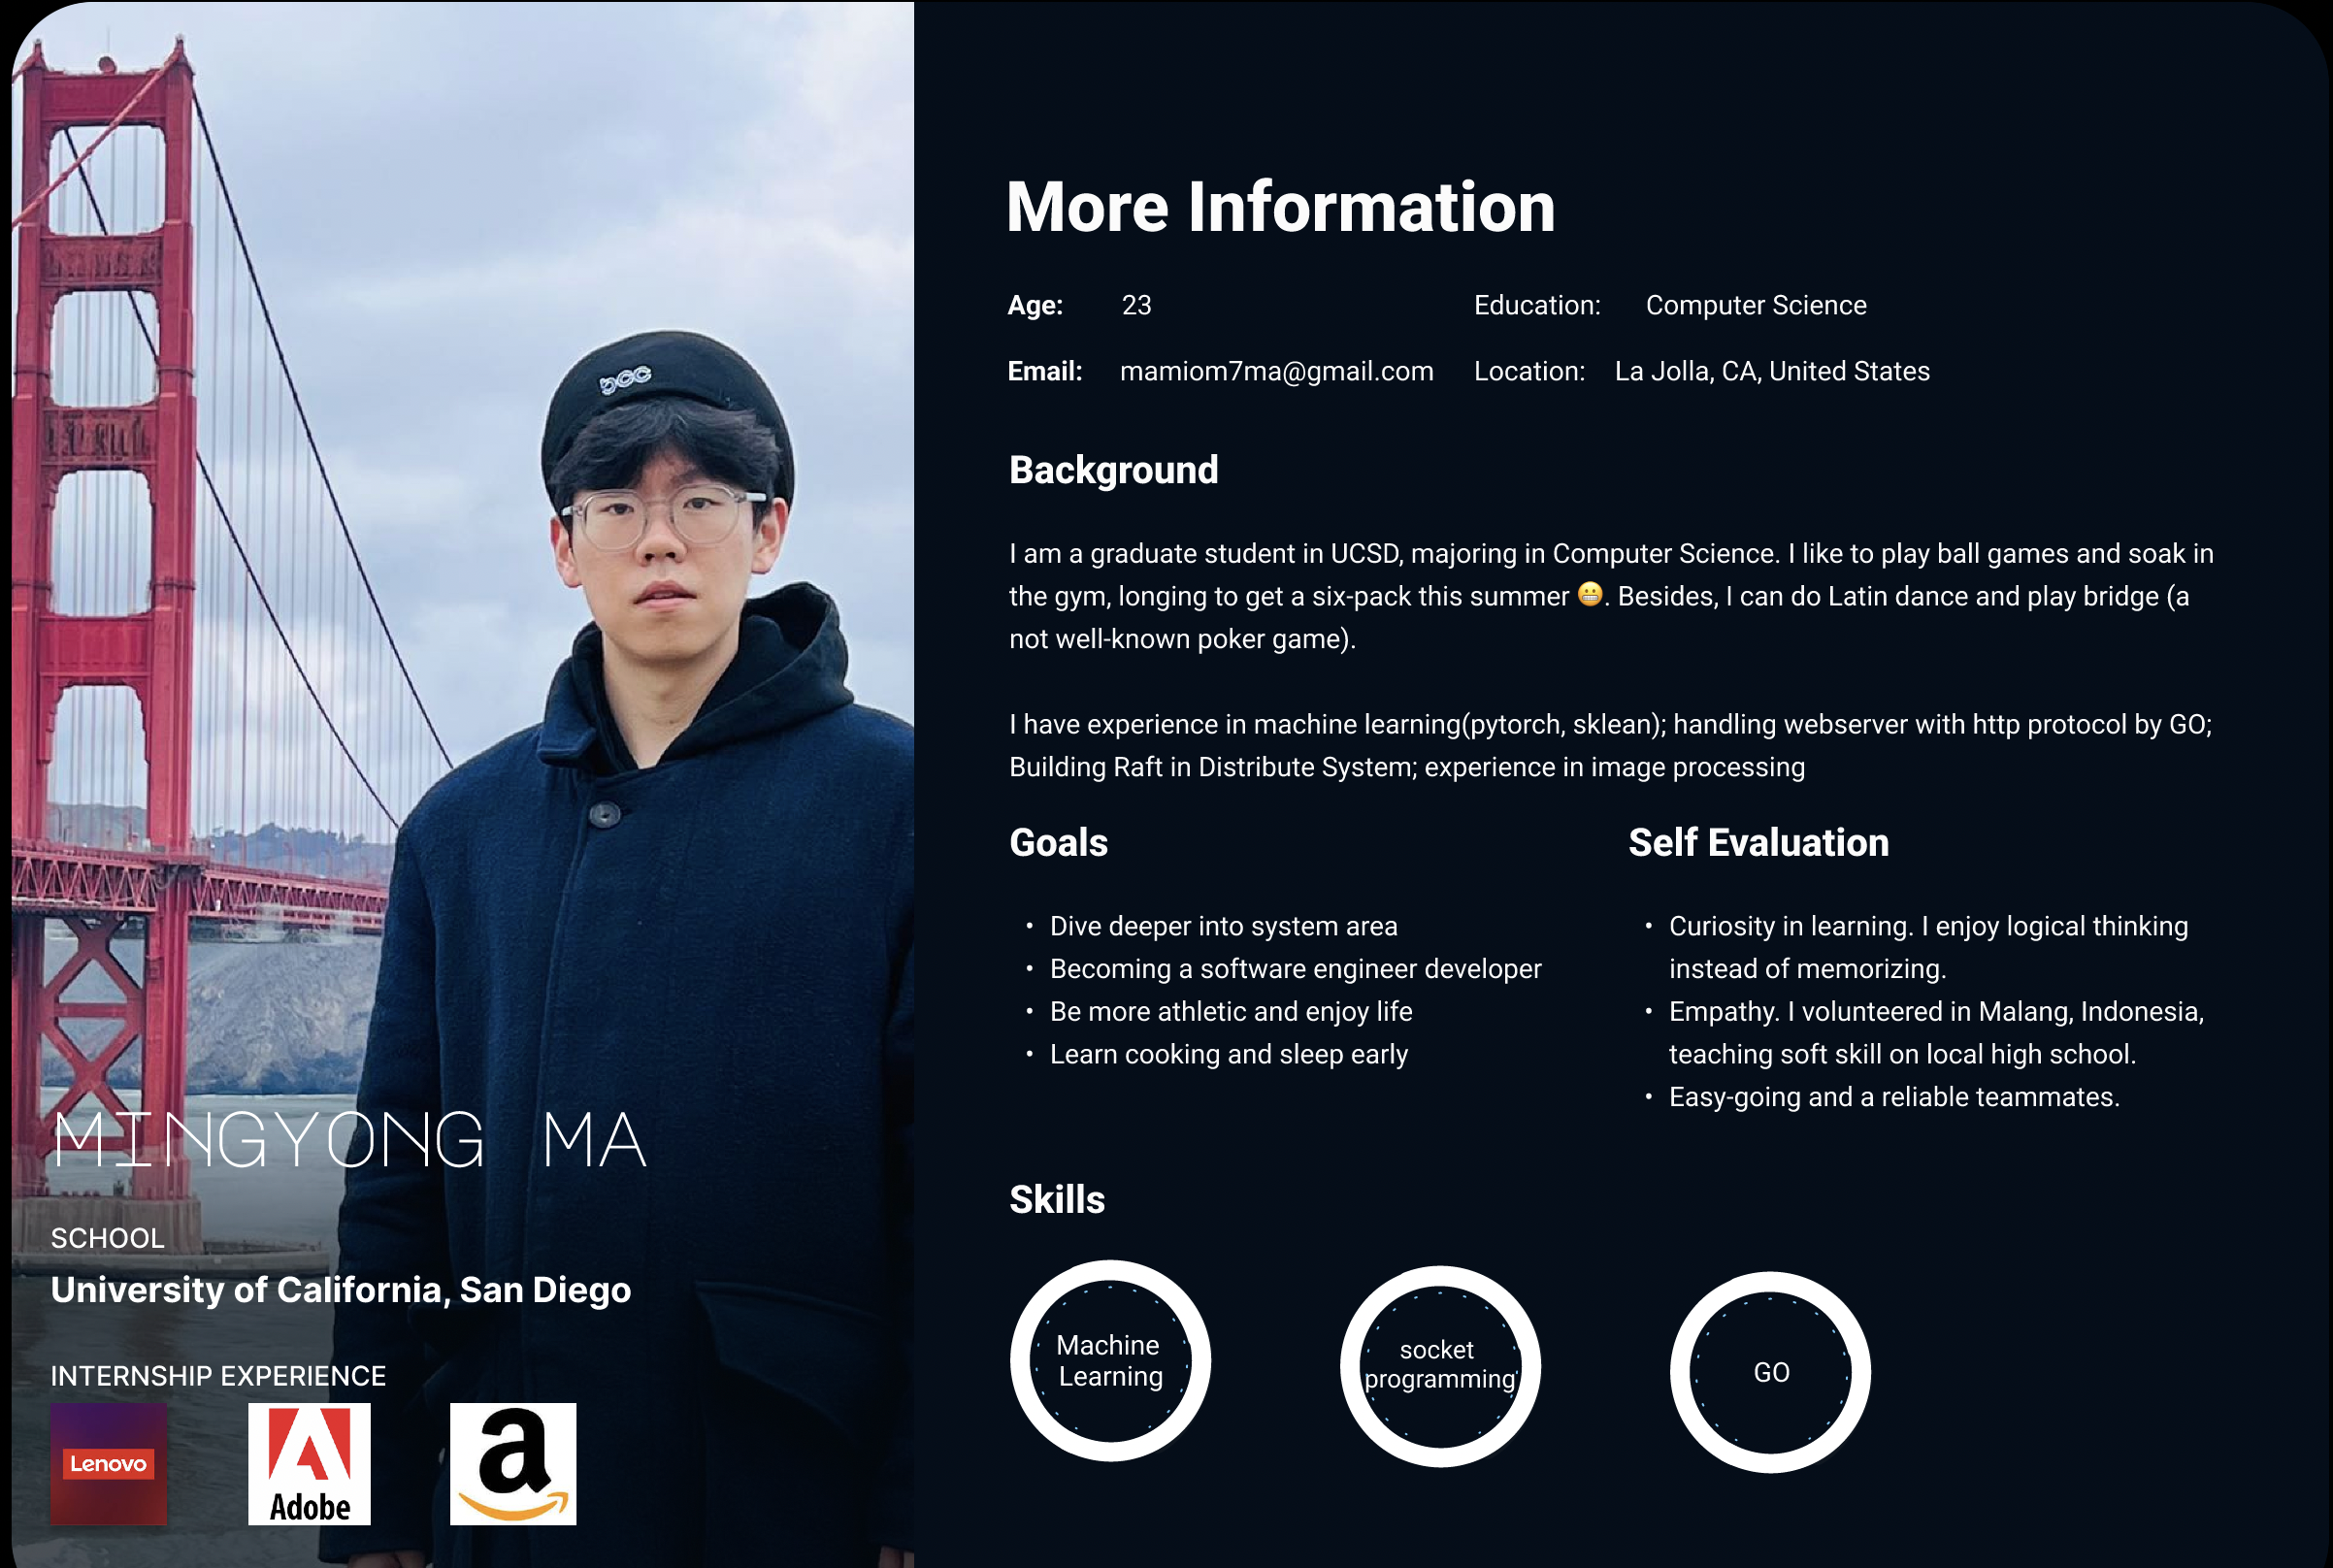 boc
MINGYONG MA
SCHOOL
University of California, San Diego
INTERNSHIP EXPERIENCE
Lenovo
Adobe
a
More Information
Age: 23 Education: Computer Science
Email: mamiom7ma@gmail.com Location: La Jolla, CA, United States
Background
I am a graduate student in UCSD, majoring in Computer Science. I like to play ball games and soak in
the gym, longing to get a six-pack this summer 😬. Besides, I can do Latin dance and play bridge (a
not well-known poker game).
I have experience in machine learning(pytorch, sklean); handling webserver with http protocol by GO;
Building Raft in Distribute System; experience in image processing
Goals
• Dive deeper into system area
• Becoming a software engineer developer
• Be more athletic and enjoy life
• Learn cooking and sleep early
Self Evaluation
• Curiosity in learning. I enjoy logical thinking
instead of memorizing.
• Empathy. I volunteered in Malang, Indonesia,
teaching soft skill on local high school.
• Easy-going and a reliable teammates.
Skills
Machine
Learning
socket
programming
GO